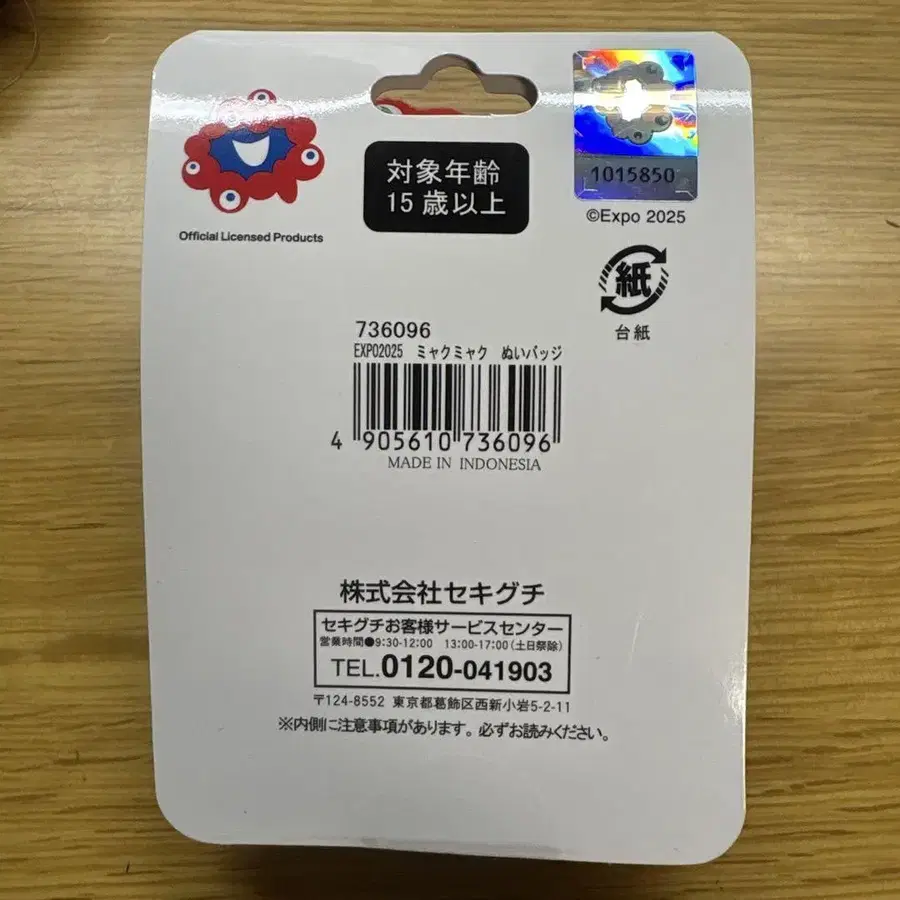 Official Licensed Products
対象年齢
15歳以上
1015850
©Expo 2025
紙
台紙
736096
EXPO2025 ミャクミャク ぬいバッジ
4 905610 736096
MADE IN INDONESIA
株式会社セキグチ
セキグチお客様サービスセンター
営業時間●9:30-12:00 13:00-17:00(土日祭除)
TEL.0120-041903
〒124-8552 東京都葛飾区西新小岩5-2-11
※内側に注意事項があります。必ずお読みください。